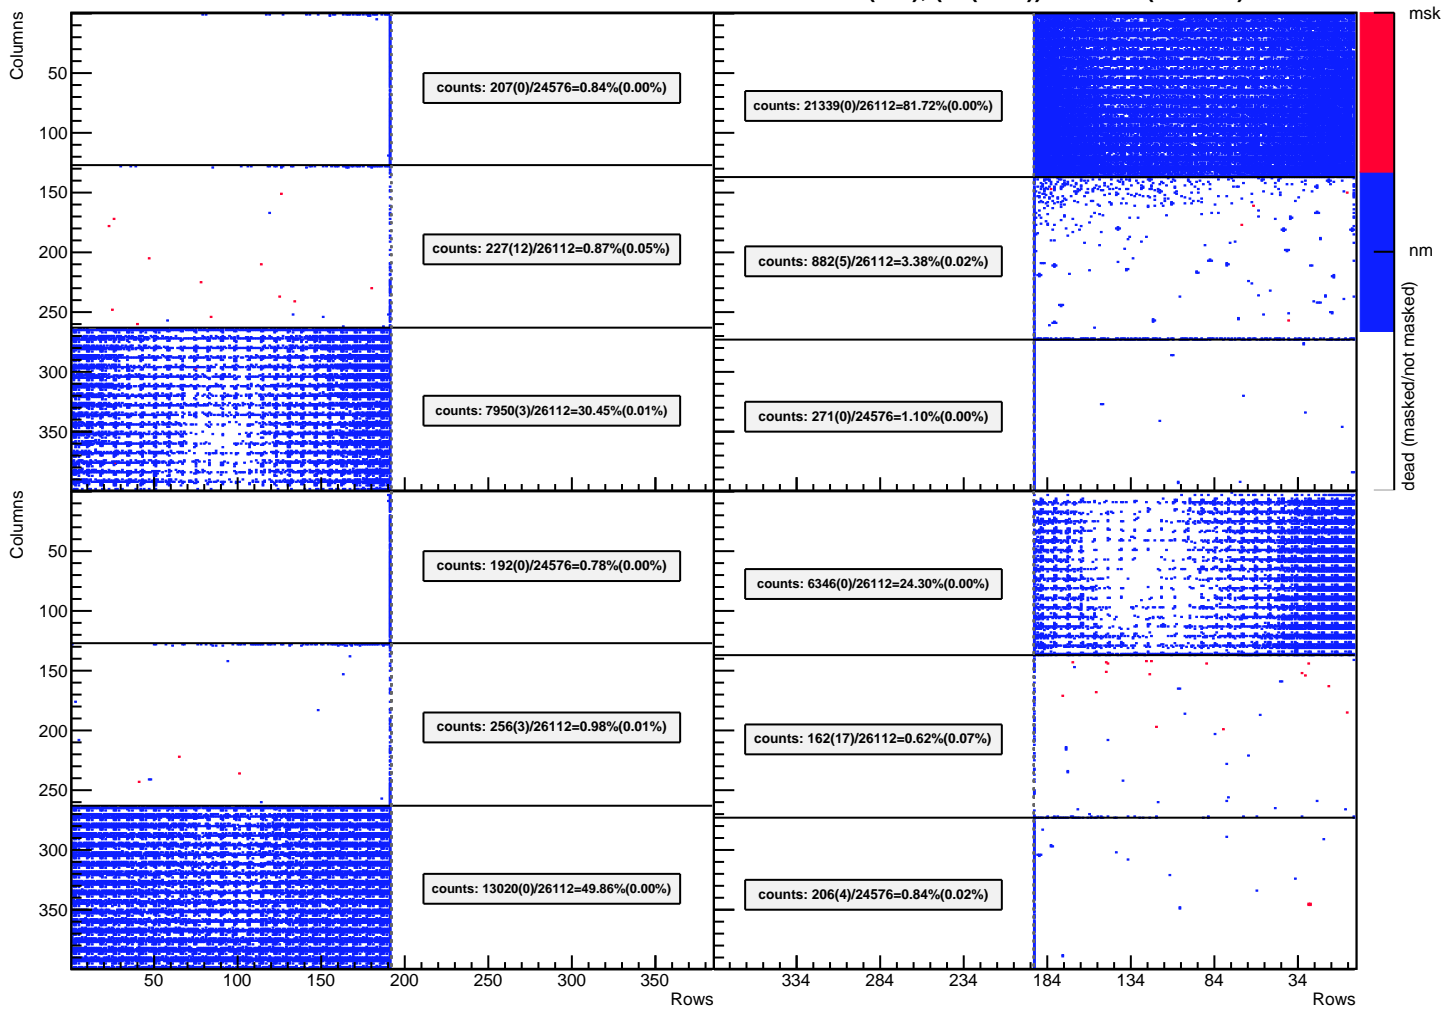 msk
Columns
50
counts: 207(0)/24576=0.84%(0.00%)
counts: 21339(0)/26112=81.72%(0.00%)
100
150
200
counts: 227(12)/26112=0.87%(0.05%)
counts: 882(5)/26112=3.38%(0.02%)
nm
250
dead (masked/not masked)
300
counts: 7950(3)/26112=30.45%(0.01%)
counts: 271(0)/24576=1.10%(0.00%)
350
Columns
50
counts: 192(0)/24576=0.78%(0.00%)
counts: 6346(0)/26112=24.30%(0.00%)
100
150
200
counts: 256(3)/26112=0.98%(0.01%)
counts: 162(17)/26112=0.62%(0.07%)
250
300
counts: 13020(0)/26112=49.86%(0.00%)
counts: 206(4)/24576=0.84%(0.02%)
350
50 100 150 200 250 300 350 334 284 234 184 134 84 34
Rows Rows